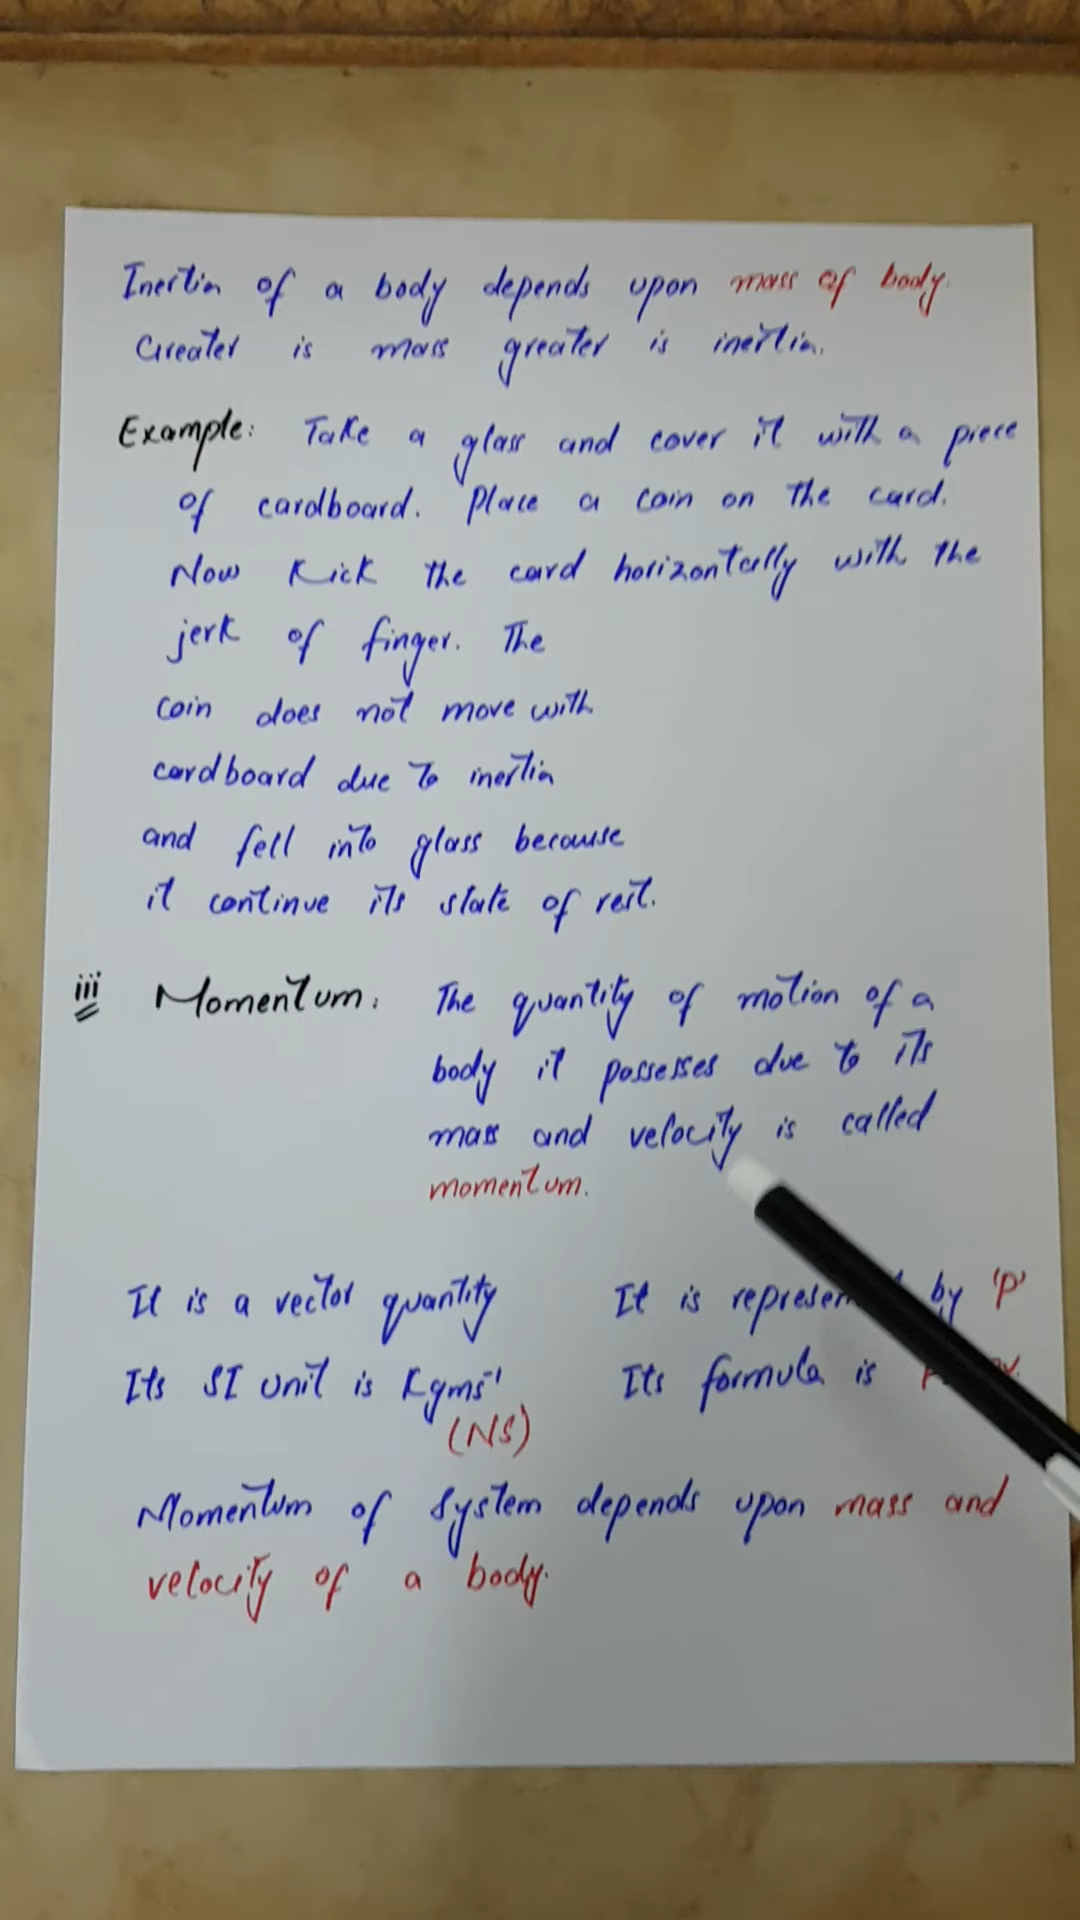 Inertia of a body depends upon mass of body.
Greater is mass greater is inertia.
Example: Take a glass and cover it with a piece
of cardboard. Place a coin on the card.
Now Kick the card horizontally with the
jerk of finger. The
coin does not move with
cardboard due to inertia
and fell into glass because
it continue its state of rest.
iii Momentum: The quantity of motion of a
body it possesses due to its
mass and velocity is called
momentum.
It is a vector quantity It is by 'P'
Its SI unit is Kgms⁻¹ Its formula is
(NS)
Momentum of system depends upon mass and
velocity of a body.